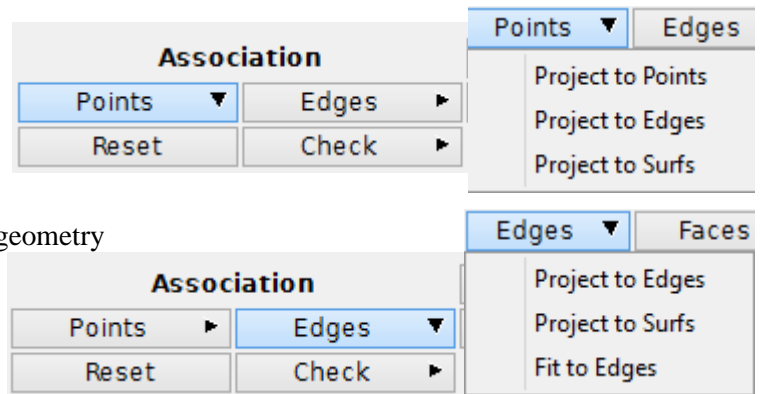 Association
Points Edges
Reset Check
Points Edges
Project to Points
Project to Edges
Project to Surfs
geometry
Association
Points Edges
Reset Check
Edges Faces
Project to Edges
Project to Surfs
Fit to Edges